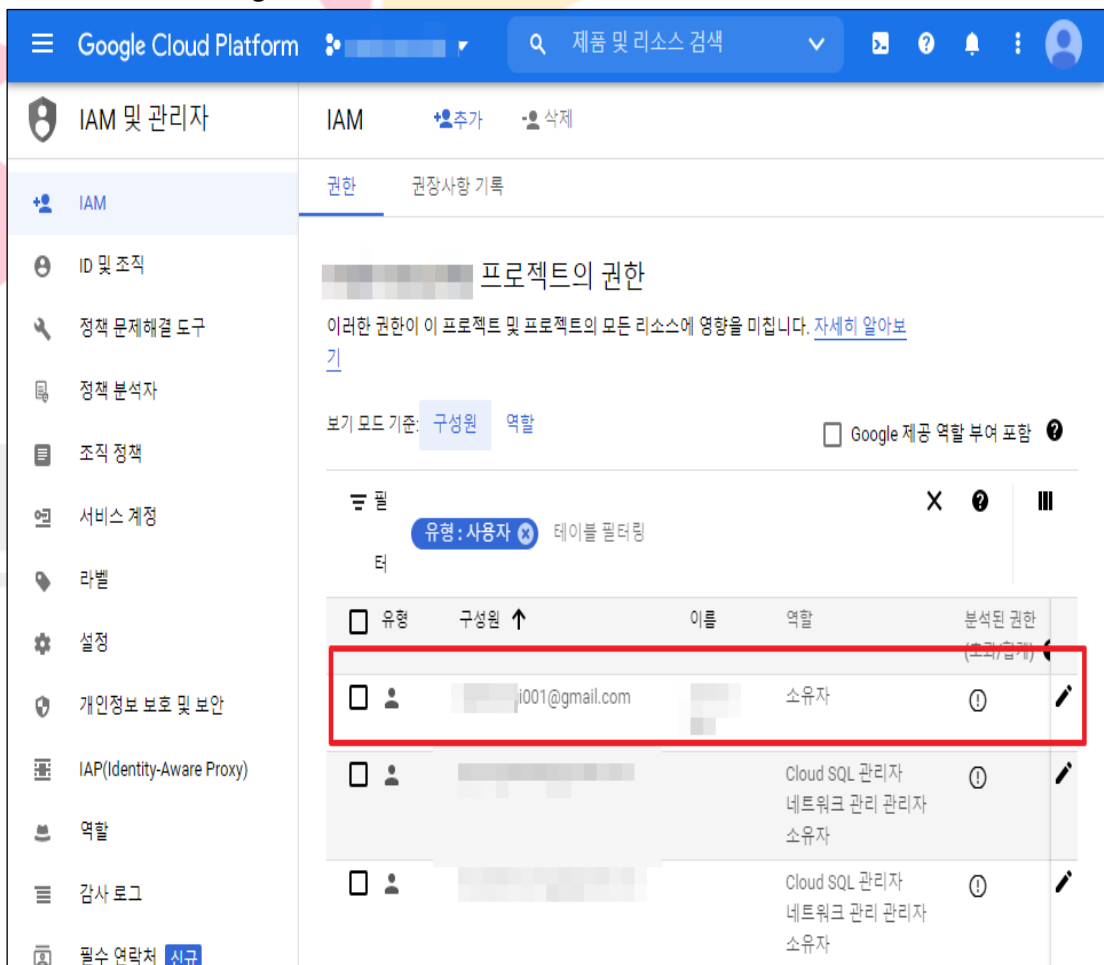 Google Cloud Platform
제품 및 리소스 검색
IAM 및 관리자
IAM
추가
삭제
IAM
ID 및 조직
정책 문제해결 도구
정책 분석자
조직 정책
서비스 계정
라벨
설정
개인정보 보호 및 보안
IAP(Identity-Aware Proxy)
역할
감사 로그
필수 연락처 신규
권한 권장사항 기록
프로젝트의 권한
이러한 권한이 이 프로젝트 및 프로젝트의 모든 리소스에 영향을 미칩니다. 자세히 알아보
기
보기 모드 기준: 구성원 역할
Google 제공 역할 부여 포함
필
터
유형 : 사용자 테이블 필터링
유형 구성원 이름 역할 분석된 권한
(초과/합계)
i001@gmail.com 소유자
Cloud SQL 관리자
네트워크 관리 관리자
소유자
Cloud SQL 관리자
네트워크 관리 관리자
소유자